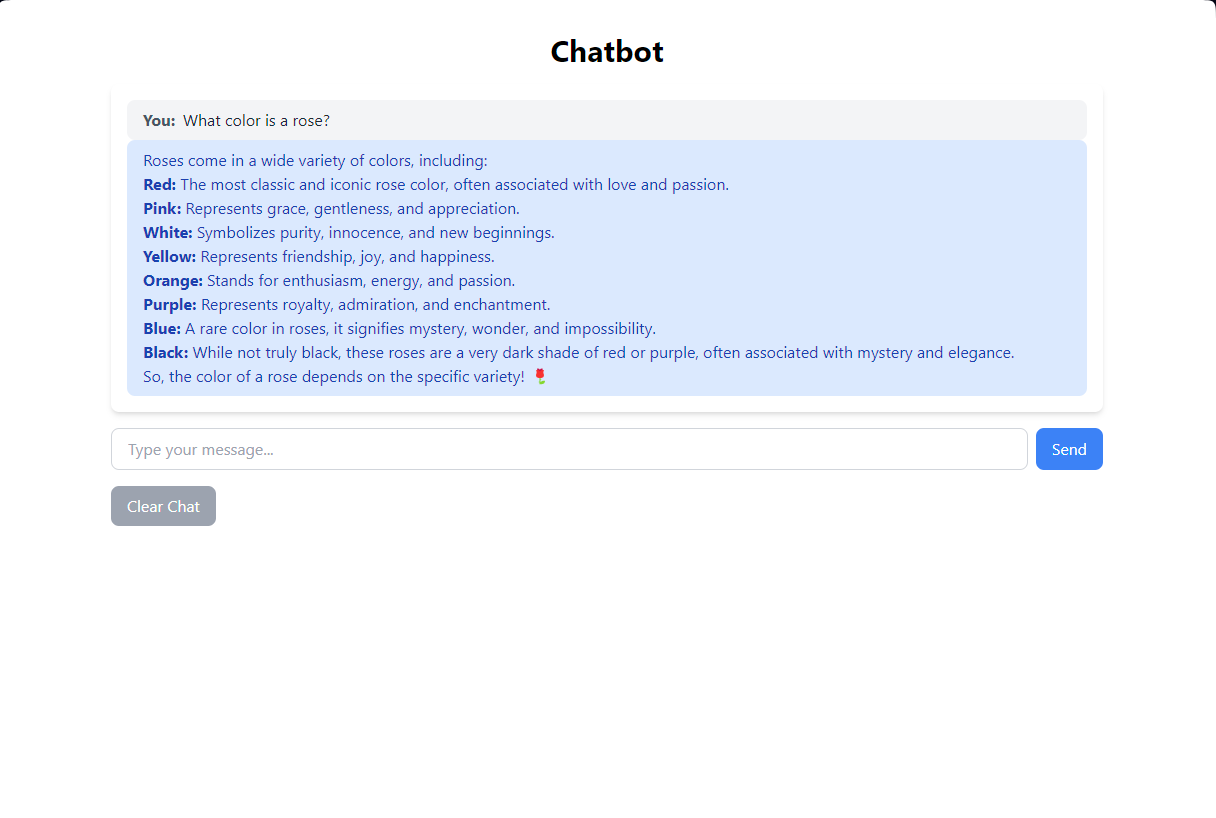 Chatbot
You: What color is a rose?
Roses come in a wide variety of colors, including:
Red: The most classic and iconic rose color, often associated with love and passion.
Pink: Represents grace, gentleness, and appreciation.
White: Symbolizes purity, innocence, and new beginnings.
Yellow: Represents friendship, joy, and happiness.
Orange: Stands for enthusiasm, energy, and passion.
Purple: Represents royalty, admiration, and enchantment.
Blue: A rare color in roses, it signifies mystery, wonder, and impossibility.
Black: While not truly black, these roses are a very dark shade of red or purple, often associated with mystery and elegance.
So, the color of a rose depends on the specific variety! 🌹
Type your message...
Send
Clear Chat